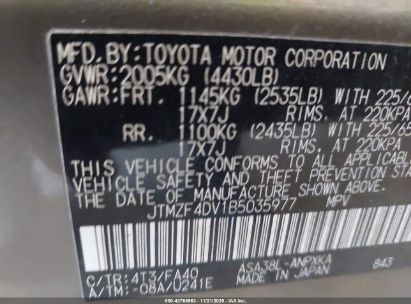 MFD.BY:TOYOTA MOTOR CORPORATION
GVWR:2005KG (4430LB)
GAWR:FRT. 1145KG (2535LB) WITH 225/6
17X7J RIMS, AT 220KPA
RR. 1100KG (2435LB) WITH 225/65
17X7J RIMS, AT 220KPA
THIS VEHICLE CONFORMS TO ALL APPLICABLE
VEHICLE SAFETY AND THEFT PREVENTION STA
THE DATE OF MANUFACTURE
JTMZF4DV1B5035977 MPV
ASA38L-ANPXKA 843
C/TR:4T3/FA40 MADE IN JAPAN
A/TM:-08A/U241E